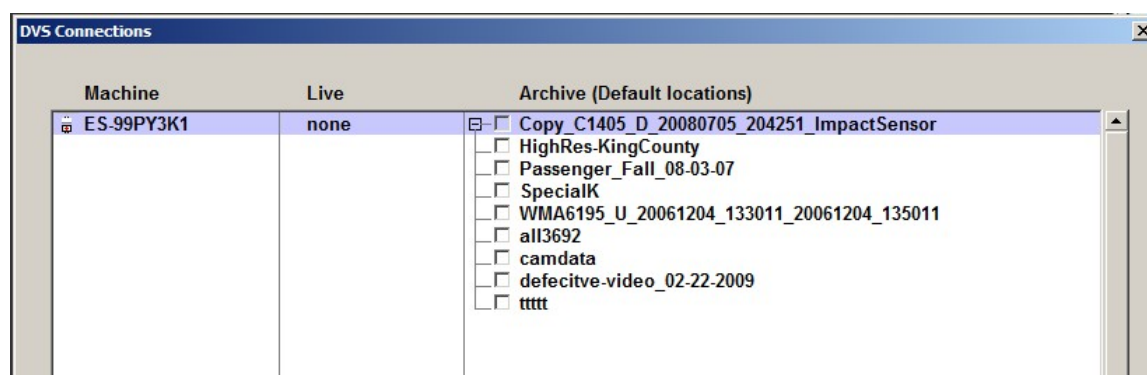 DVS Connections
Machine Live Archive (Default locations)
ES-99PY3K1 none Copy_C1405_D_20080705_204251_ImpactSensor
HighRes-KingCounty
Passenger_Fall_08-03-07
SpecialK
WMA6195_U_20061204_133011_20061204_135011
all3692
camdata
defecitve-video_02-22-2009
ttttt